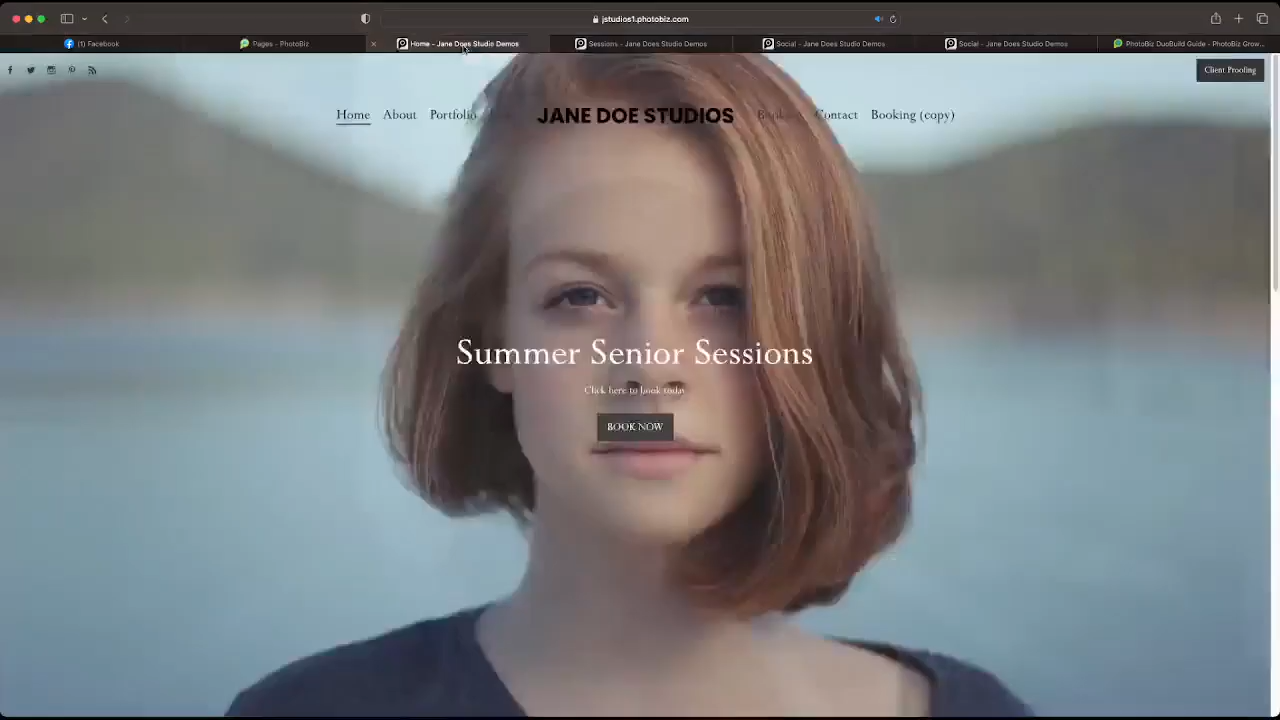 jstudios1.photobiz.com
(1) Facebook
Pages - PhotoBiz
Home - Jane Does Studio Demos
Sessions - Jane Does Studio Demos
Social - Jane Does Studio Demos
Social - Jane Does Studio Demos
PhotoBiz DuoBuild Guide - PhotoBiz Grow...
Client Proofing
Home About Portfolio JANE DOE STUDIOS Contact Booking (copy)
Summer Senior Sessions
Click here to book today
BOOK NOW